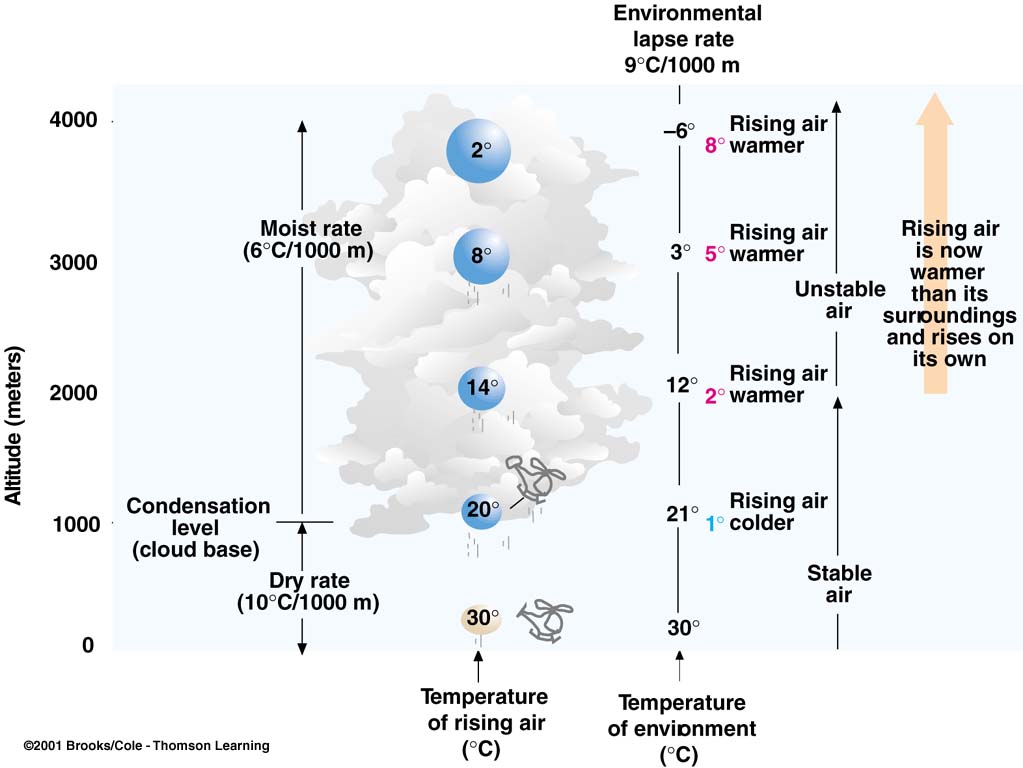 Environmental
lapse rate
9°C/1000 m
4000
2°
–6°
Rising air
8° warmer
Moist rate
(6°C/1000 m)
3000
8°
3°
Rising air
5° warmer
Rising air
is now
warmer
than its
surroundings
and rises on
its own
Unstable
air
2000
14°
12°
Rising air
2° warmer
Altitude (meters)
Condensation
level
(cloud base)
1000
20°
21°
Rising air
1° colder
Dry rate
(10°C/1000 m)
Stable
air
30°
30°
0
Temperature
of rising air
(°C)
Temperature
of environment
(°C)
©2001 Brooks/Cole - Thomson Learning